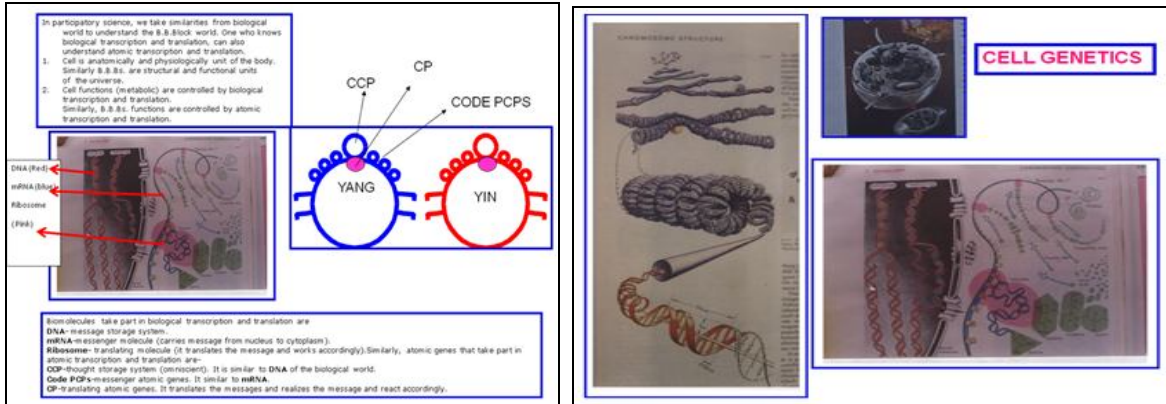 In participatory science, we take similarities from biological
world to understand the B.B.Block world. One who knows
biological transcription and translation, can also
understand atomic transcription and translation.
1. Cell is anatomically and physiologically unit of the body.
Similarly B.B.Bs. are structural and functional units
of the universe.
2. Cell functions (metabolic) are controlled by biological
transcription and translation.
Similarly, B.B.Bs. functions are controlled by atomic
transcription and translation.
CCP
CP
CODE PCPS
YANG
YIN
DNA (Red)
mRNA (blue)
Ribosome
(Pink)
Biomolecules take part in biological transcription and translation are
DNA- message storage system.
mRNA-messenger molecule (carries message from nucleus to cytoplasm).
Ribosome- translating molecule (it translates the message and works accordingly).Similarly, atomic genes that take part in
atomic transcription and translation are-
CCP-thought storage system (omniscient). It is similar to DNA of the biological world.
Code PCPs-messenger atomic genes. It similar to mRNA.
CP-translating atomic genes. It translates the messages and realizes the message and react accordingly.
CHROMOSOME STRUCTURE
CELL GENETICS